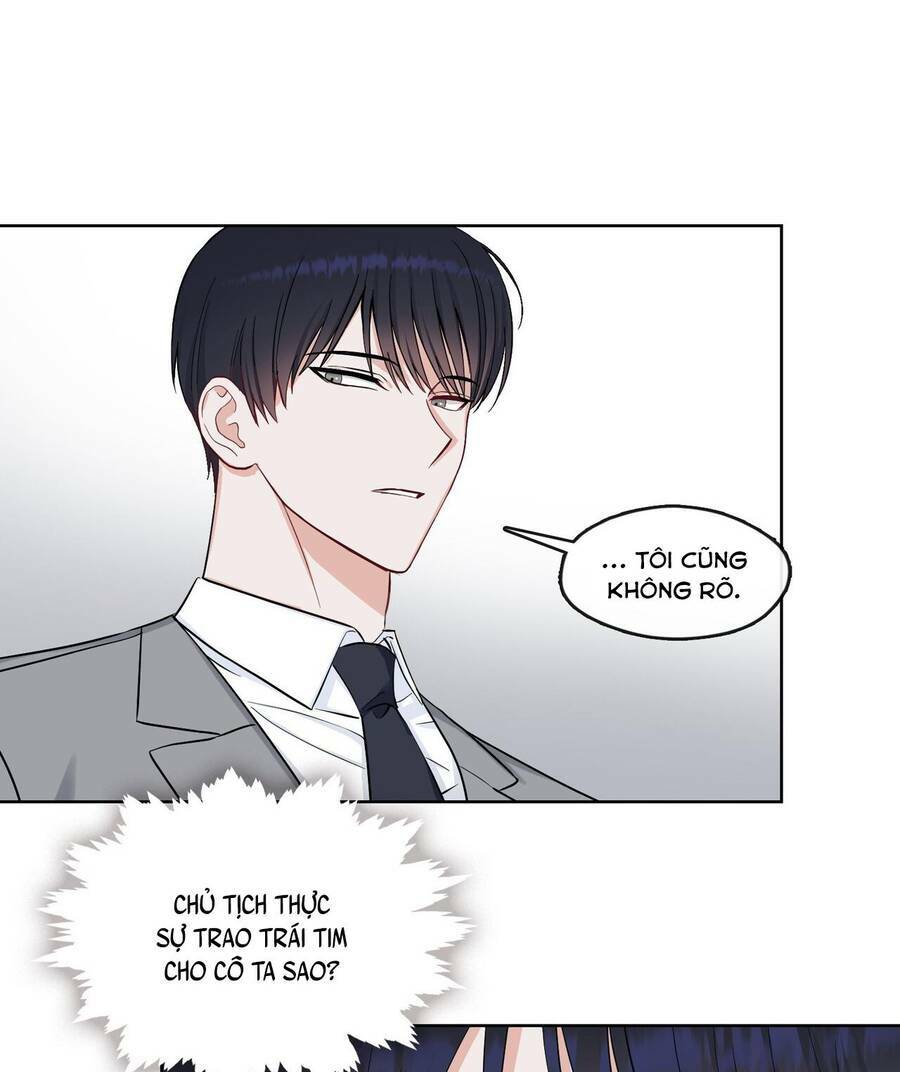 ... TÔI CŨNG
KHÔNG RÕ.
CHỦ TỊCH THỰC
SỰ TRAO TRÁI TIM
CHO CÔ TA SAO?